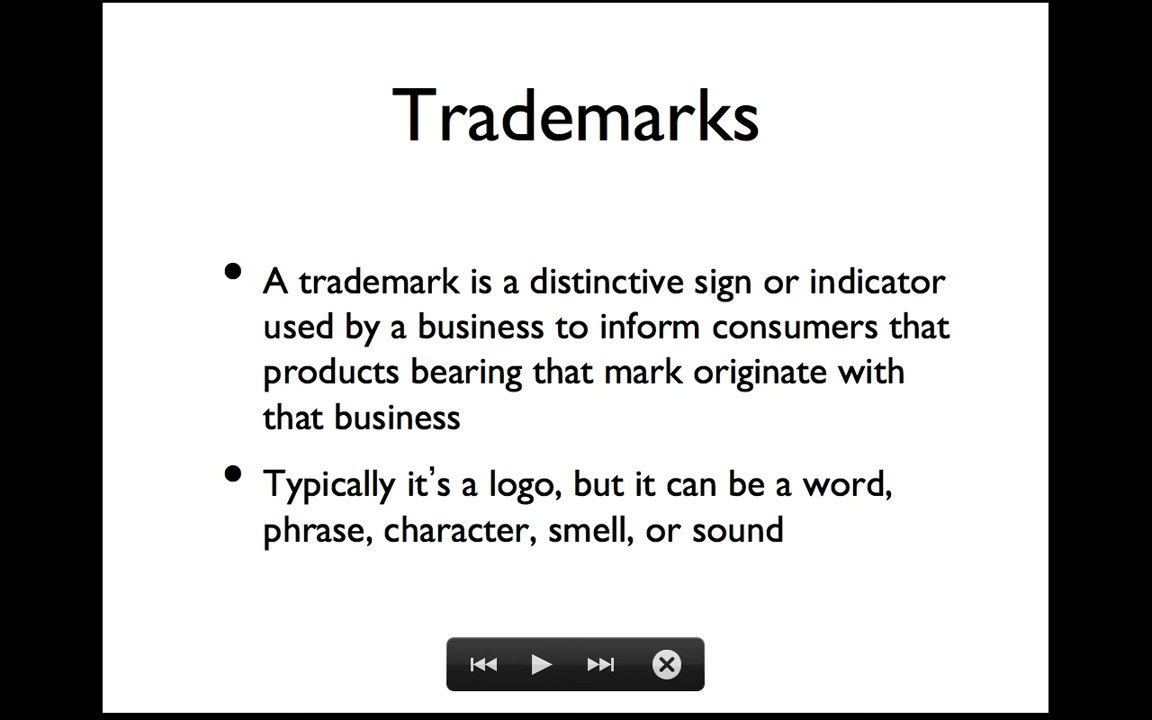 Trademarks
• A trademark is a distinctive sign or indicator
used by a business to inform consumers that
products bearing that mark originate with
that business
• Typically it’s a logo, but it can be a word,
phrase, character, smell, or sound